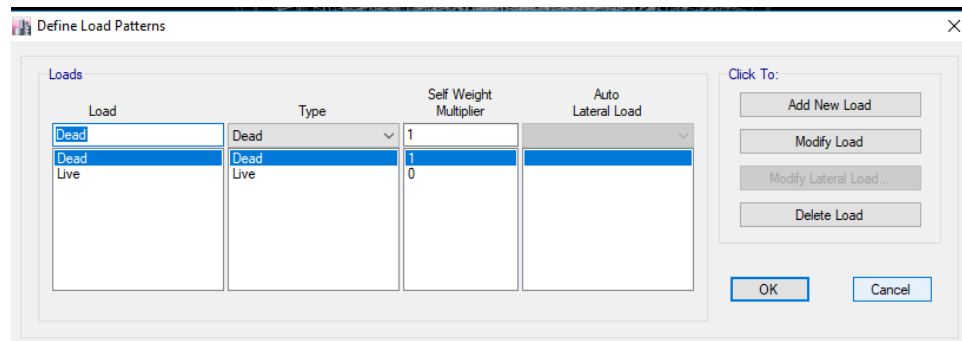 Define Load Patterns
Loads
Click To:
Load
Type
Self Weight
Multiplier
Auto
Lateral Load
Dead
Dead
1
Dead
Dead
1
Live
Live
0
Add New Load
Modify Load
Modify Lateral Load...
Delete Load
OK
Cancel